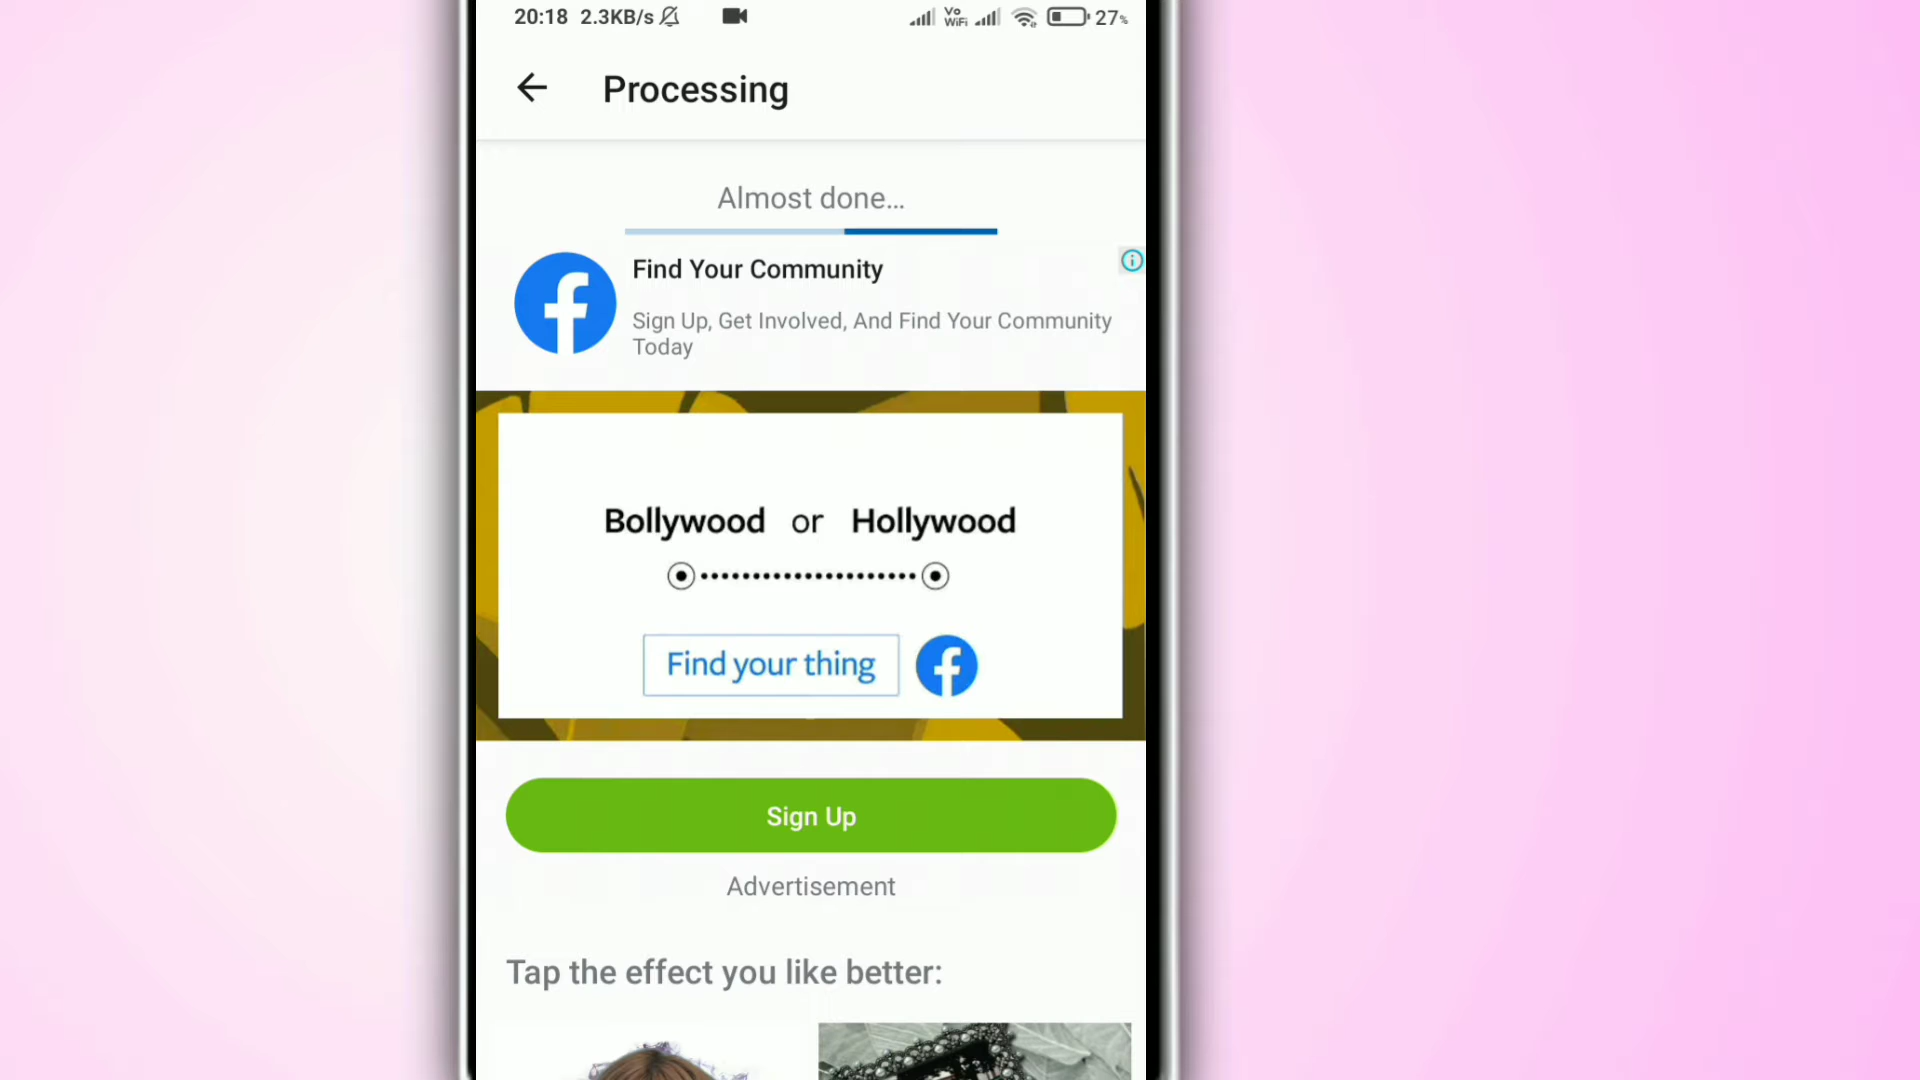 20:18 2.3KB/s Vo WiFi 27%
Processing
Almost done...
Find Your Community
Sign Up, Get Involved, And Find Your Community
Today
Bollywood or Hollywood
Find your thing
Sign Up
Advertisement
Tap the effect you like better: